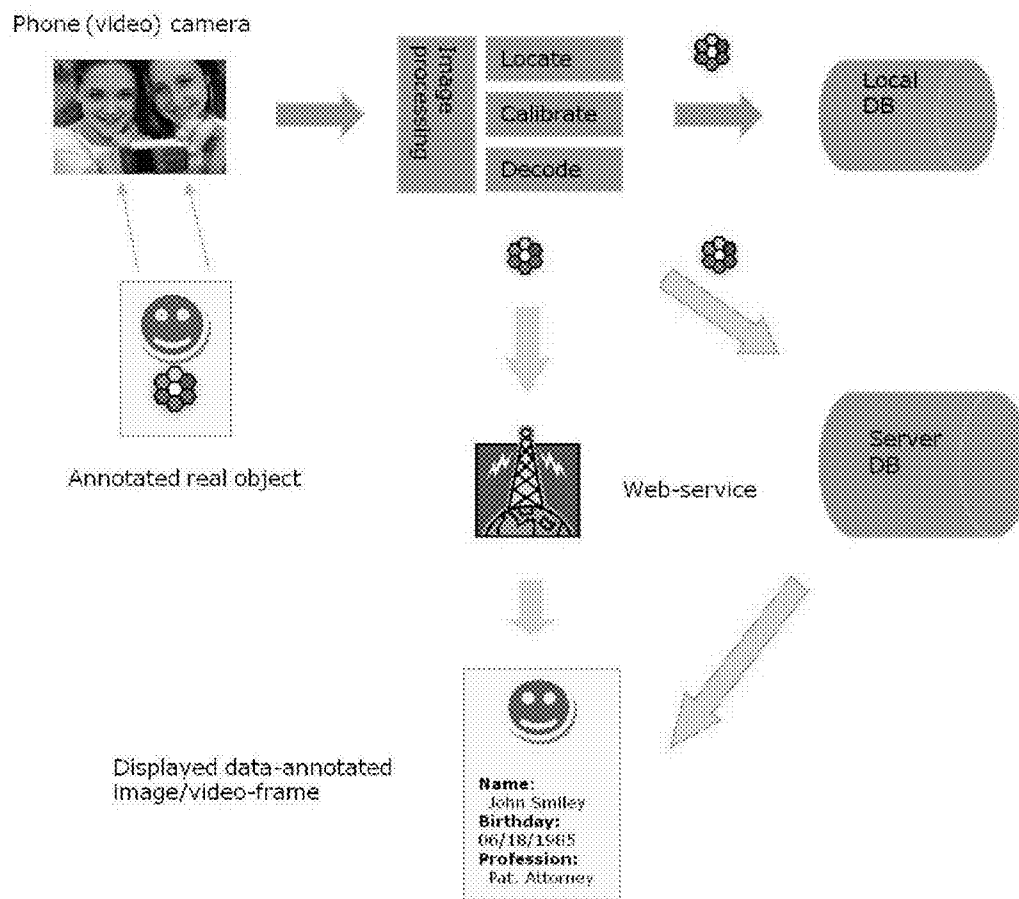 Phone (video) camera
Image
processing
Locate
Calibrate
Decode
Local
DB
Annotated real object
Web-service
Server
DB
Displayed data-annotated
image/video-frame
Name:
John Smiley
Birthday:
06/18/1985
Profession:
Pat. Attorney